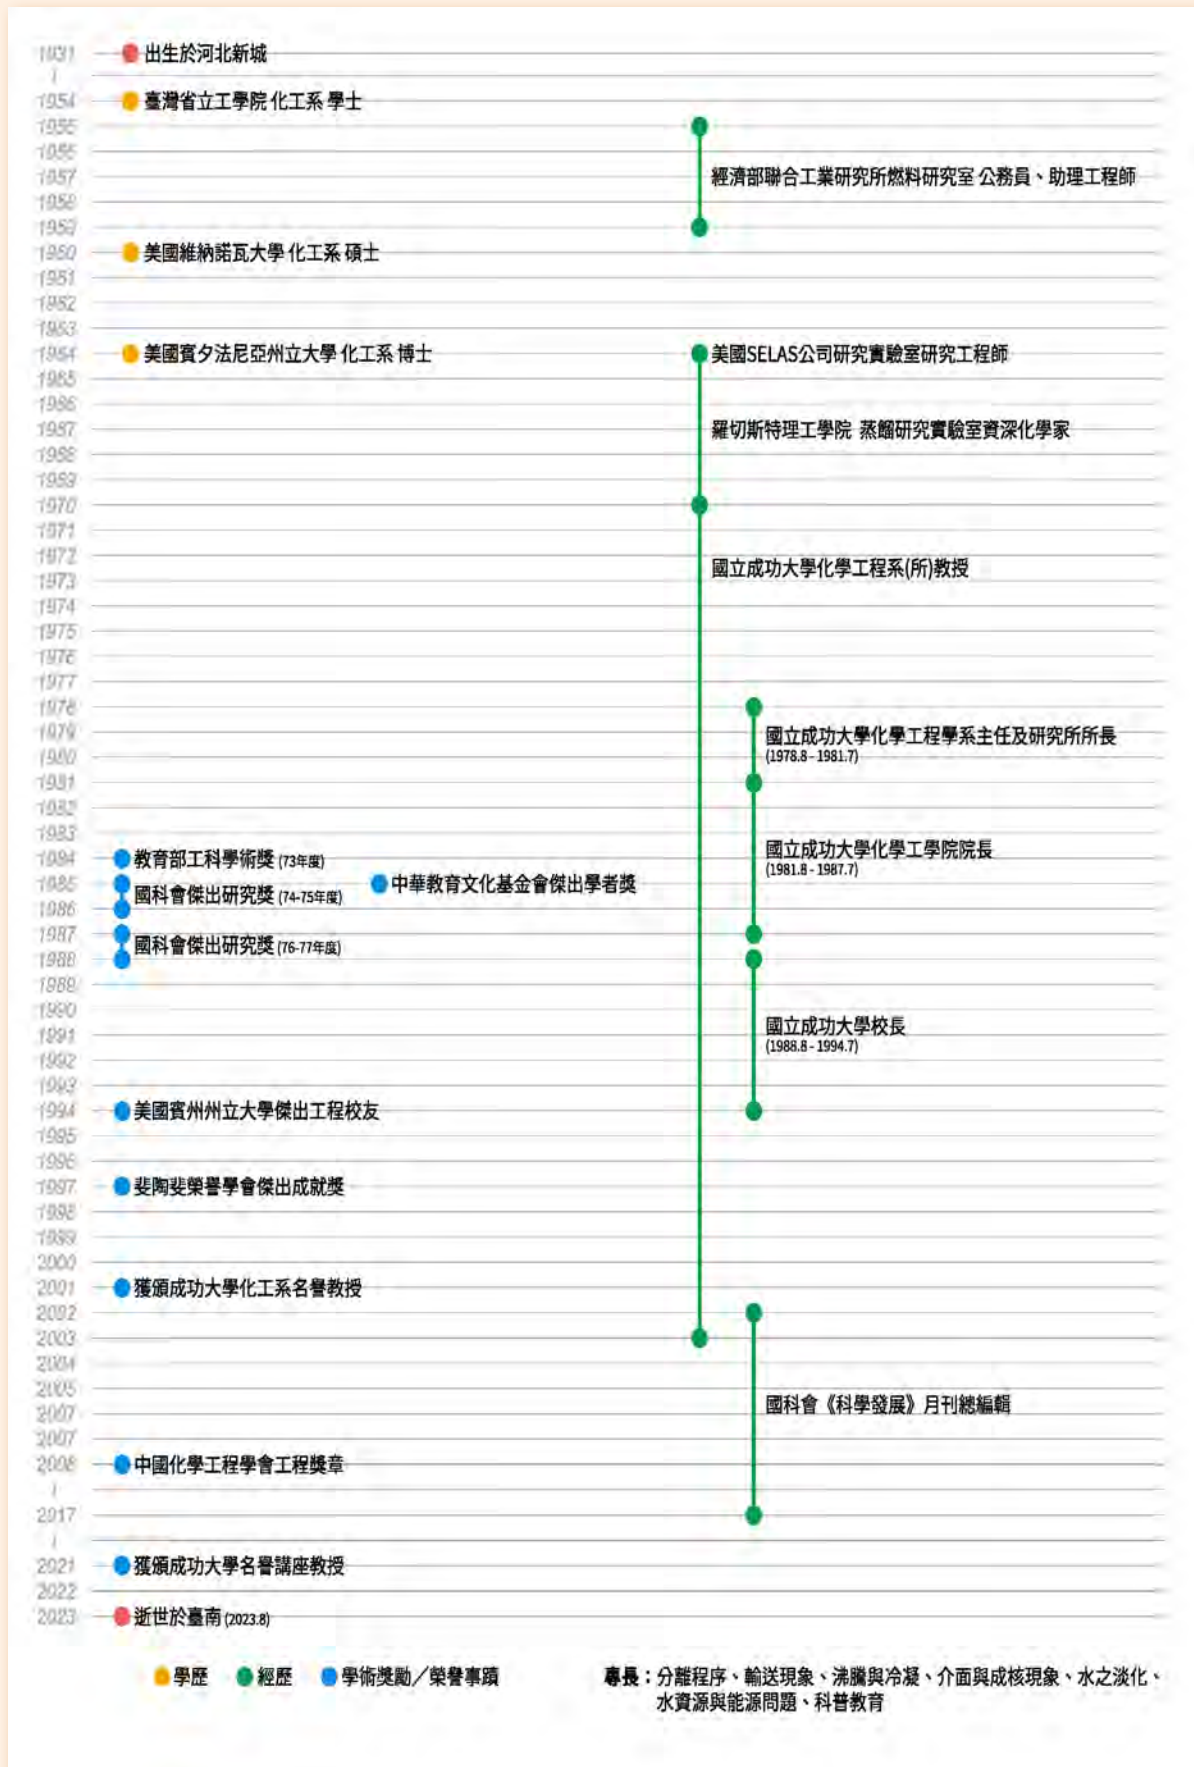 1931 出生於河北新城
|
1954 臺灣省立工學院 化工系 學士
1955
1956
1957 經濟部聯合工業研究所燃料研究室 公務員、助理工程師
1958
1959
1960 美國維納諾瓦大學 化工系 碩士
1961
1962
1963
1964 美國賓夕法尼亞州立大學 化工系 博士 美國SELAS公司研究實驗室研究工程師
1965
1966
1967 羅切斯特理工學院 蒸餾研究實驗室資深化學家
1968
1969
1970
1971
1972
國立成功大學化學工程系(所)教授
1973
1974
1975
1976
1977
1978
1979
國立成功大學化學工程學系主任及研究所所長
1980 (1978.8 - 1981.7)
1981
1982
1983
1984 教育部工科學術獎 (73年度) 國立成功大學化學工學院院長
(1981.8 - 1987.7)
1985 中華教育文化基金會傑出學者獎
國科會傑出研究獎 (74-75年度)
1986
1987
國科會傑出研究獎 (76-77年度)
1988
1989
1990
國立成功大學校長
1991 (1988.8 - 1994.7)
1992
1993
1994 美國賓州州立大學傑出工程校友
1995
1996
1997 斐陶斐榮譽學會傑出成就獎
1998
1999
2000
2001 獲頒成功大學化工系名譽教授
2002
2003
2004
2005
國科會《科學發展》月刊總編輯
2007
2007
2008 中國化學工程學會工程獎章
|
2017
|
2021 獲頒成功大學名譽講座教授
2022
2023 逝世於臺南 (2023.8)
學歷 經歷 學術獎勵／榮譽事蹟
專長：分離程序、輸送現象、沸騰與冷凝、介面與成核現象、水之淡化、
水資源與能源問題、科普教育